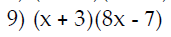 9) (x + 3)(8x - 7)